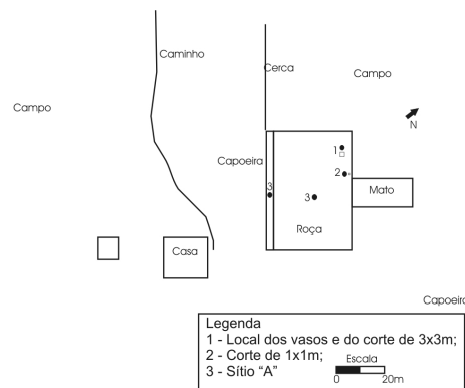 Caminho
Cerca
Campo
Campo
N
Capoeira
1
2
3
3
Mato
Roça
Casa
Capoeira
Legenda
1 - Local dos vasos e do corte de 3x3m;
2 - Corte de 1x1m;
Escala
3 - Sítio "A"
0 20m